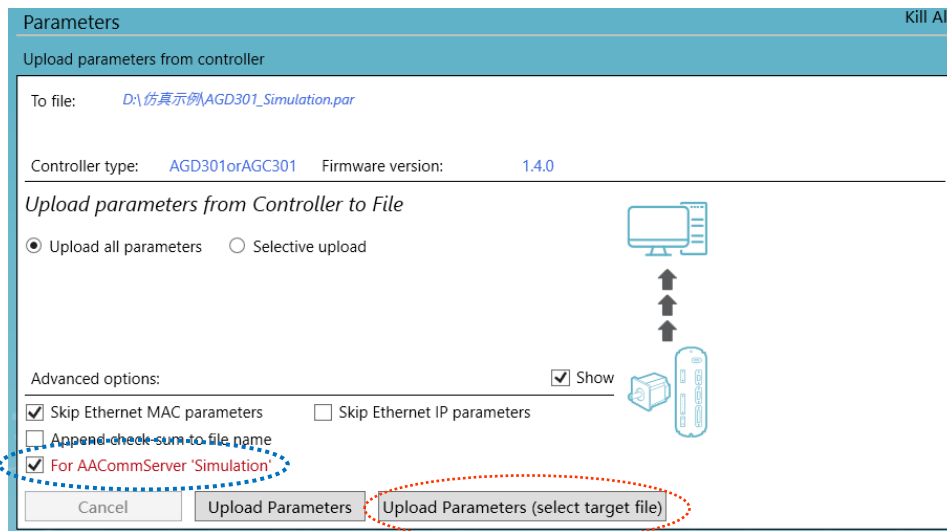 Parameters
Kill Al
Upload parameters from controller
To file: D:\仿真示例\AGD301_Simulation.par
Controller type: AGD301orAGC301 Firmware version: 1.4.0
Upload parameters from Controller to File
Upload all parameters Selective upload
Advanced options: Show
Skip Ethernet MAC parameters Skip Ethernet IP parameters
Append check sum to file name
For AACommServer 'Simulation'
Cancel Upload Parameters Upload Parameters (select target file)